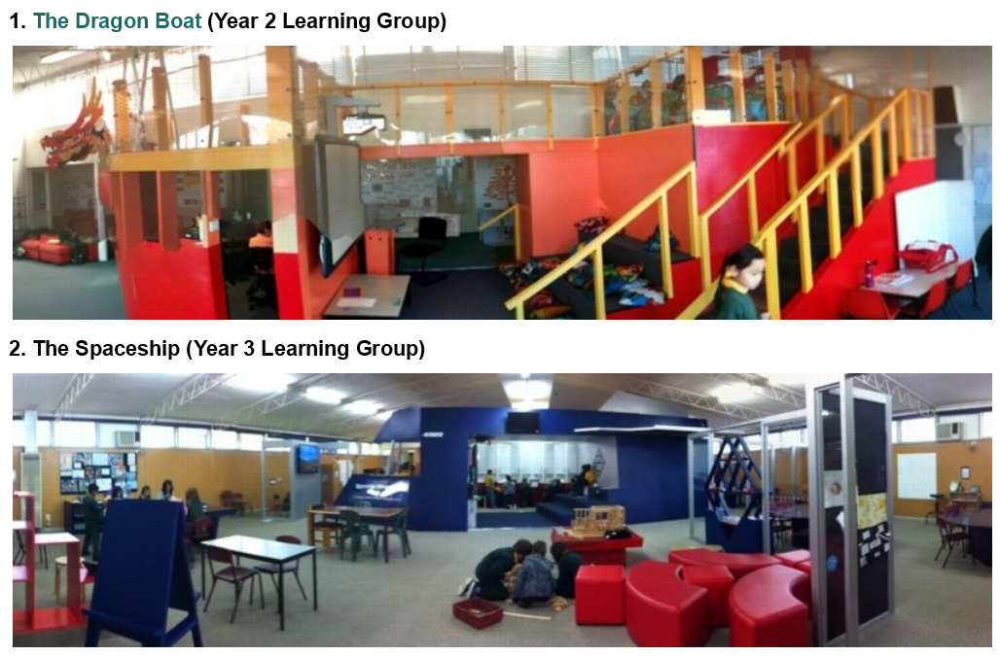 1. The Dragon Boat (Year 2 Learning Group)
2. The Spaceship (Year 3 Learning Group)